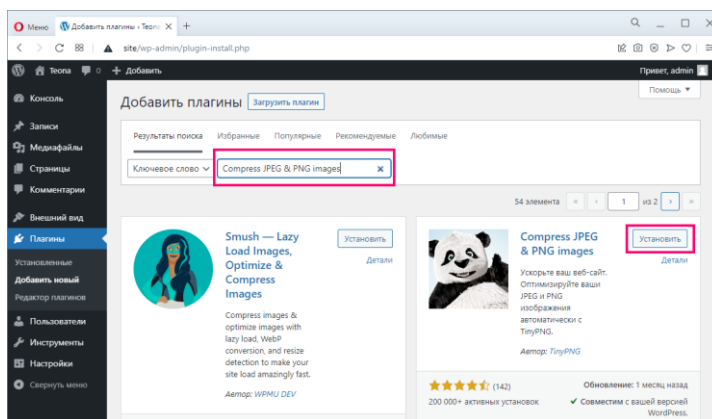 Меню
Добавить плагины ‹ Teona
site/wp-admin/plugin-install.php
Teona
0
Добавить
Привет, admin
Помощь
Консоль
Записи
Медиафайлы
Страницы
Комментарии
Внешний вид
Плагины
Установленные
Добавить новый
Редактор плагинов
Пользователи
Инструменты
Настройки
Свернуть меню
Добавить плагины
Загрузить плагин
Результаты поиска Избранные Популярные Рекомендуемые Любимые
Ключевое слово
Compress JPEG & PNG images
54 элемента « ‹ 1 из 2 › »
Smush — Lazy
Load Images,
Optimize &
Compress
Images
Установить
Детали
Compress images &
optimize images with
lazy load, WebP
conversion, and resize
detection to make your
site load amazingly fast.
Автор: WPMU DEV
Compress JPEG
& PNG images
Установить
Детали
Ускорьте ваш веб-сайт.
Оптимизируйте ваши
JPEG и PNG
изображения
автоматически с
TinyPNG.
Автор: TinyPNG
(142)
200 000+ активных установок
Обновление: 1 месяц назад
✓ Совместим с вашей версией
WordPress.